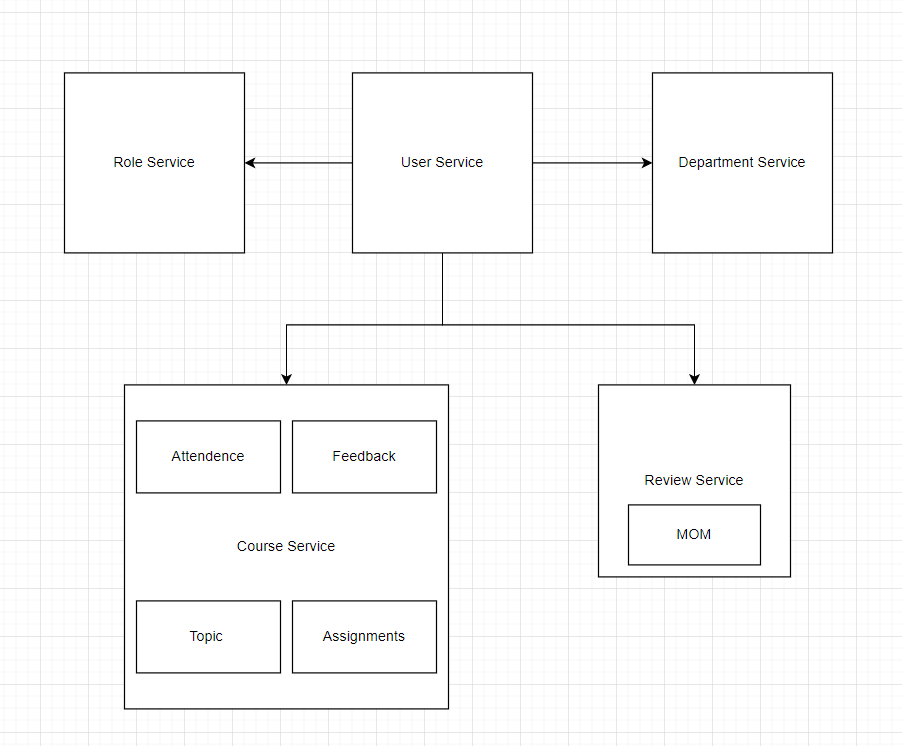 Role Service
User Service
Department Service
Attendence
Feedback
Course Service
Topic
Assignments
Review Service
MOM